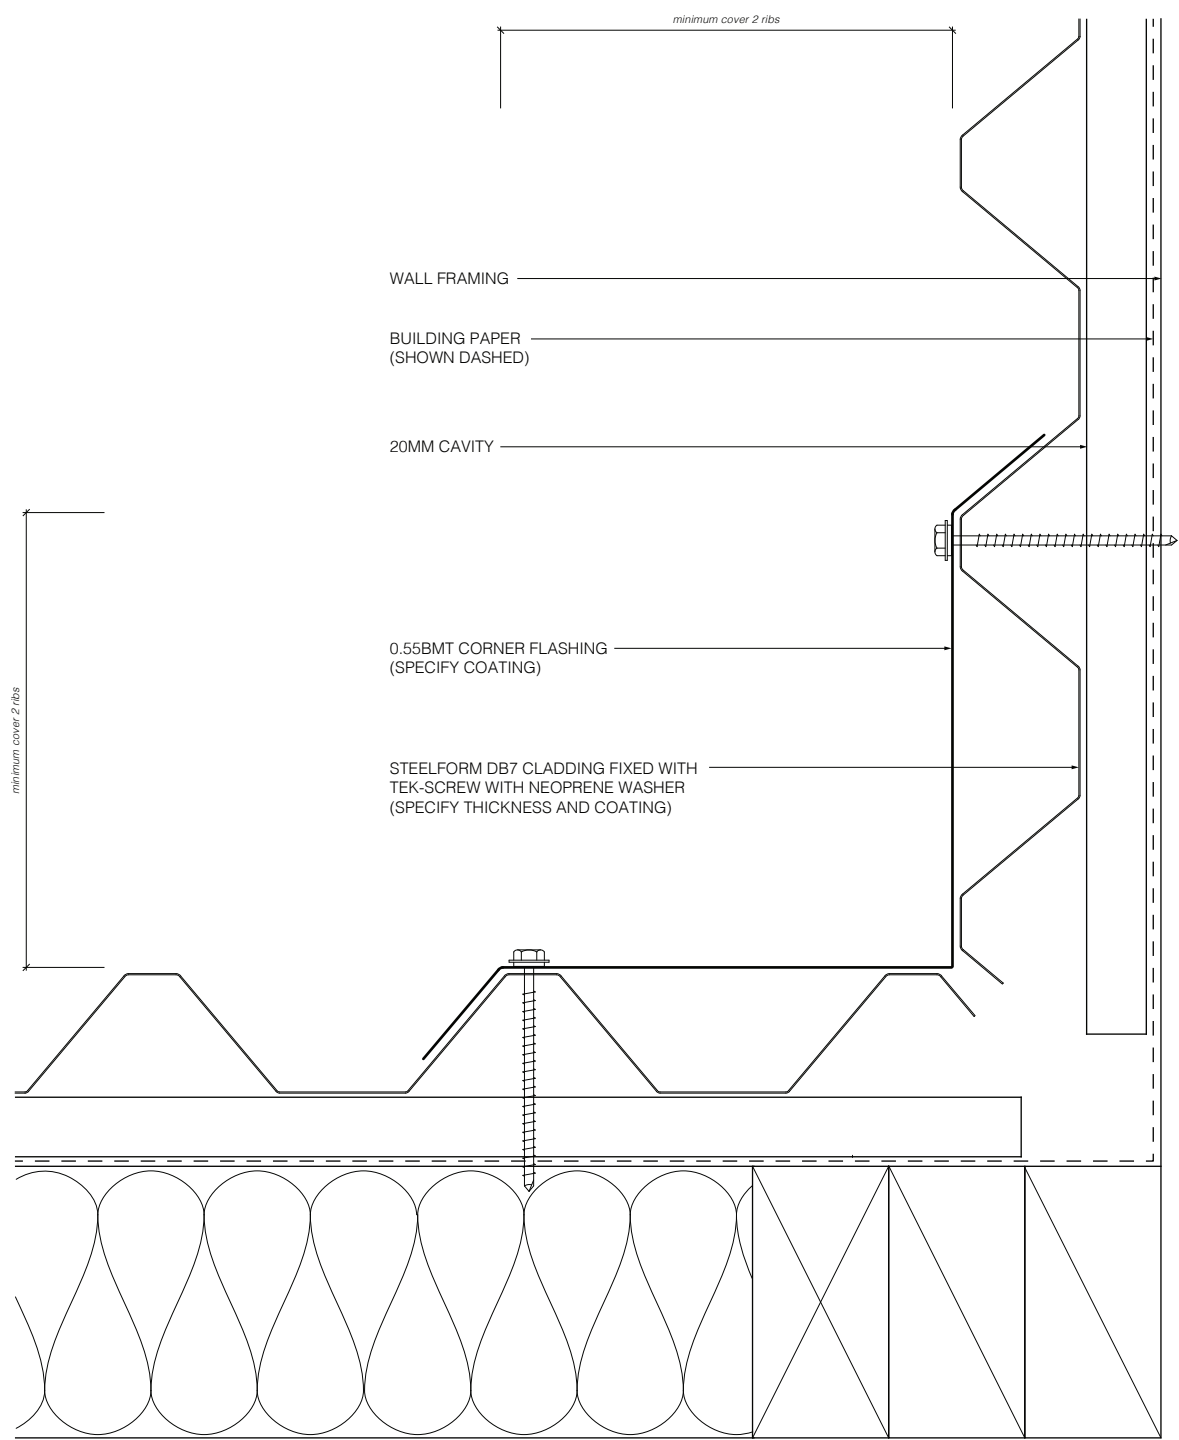 minimum cover 2 ribs
WALL FRAMING
BUILDING PAPER
(SHOWN DASHED)
20MM CAVITY
minimum cover 2 ribs
0.55BMT CORNER FLASHING
(SPECIFY COATING)
STEELFORM DB7 CLADDING FIXED WITH
TEK-SCREW WITH NEOPRENE WASHER
(SPECIFY THICKNESS AND COATING)